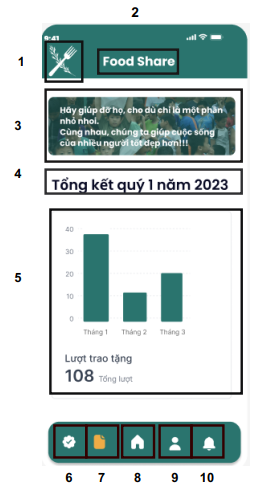 2
9:41
1
Food Share
3
Hãy giúp đỡ họ, cho dù chỉ là một phần
nhỏ nhoi.
Cùng nhau, chúng ta giúp cuộc sống
của nhiều người tốt đẹp hơn!!!
4
Tổng kết quý 1 năm 2023
5
40
30
20
10
0
Tháng 1 Tháng 2 Tháng 3
Lượt trao tặng
108 Tổng lượt
6 7 8 9 10